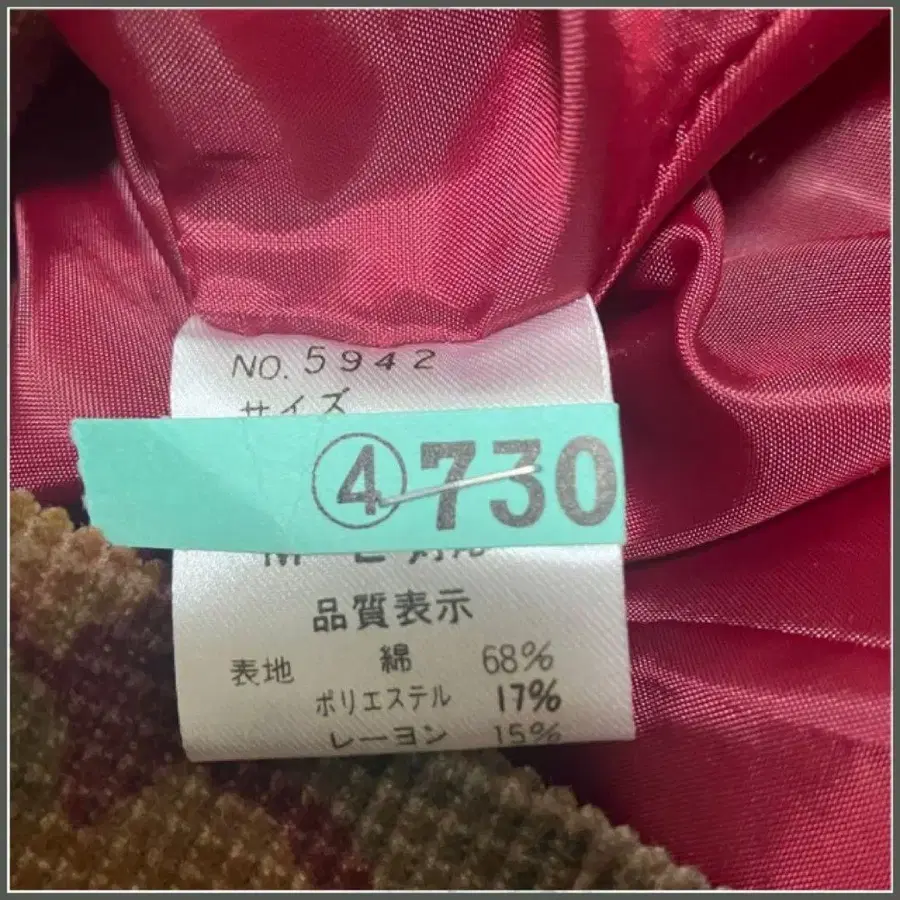 NO. 5942
サイズ
④730
品質表示
表地 綿 68%
ポリエステル 17%
レーヨン 15%